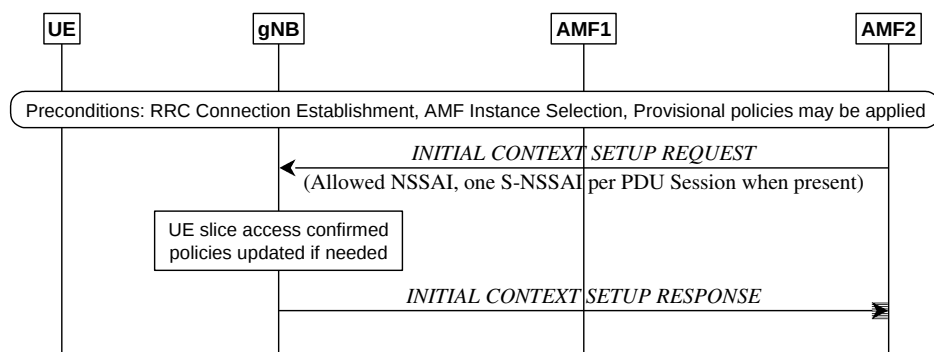 UE gNB AMF1 AMF2
Preconditions: RRC Connection Establishment, AMF Instance Selection, Provisional policies may be applied
INITIAL CONTEXT SETUP REQUEST
(Allowed NSSAI, one S-NSSAI per PDU Session when present)
UE slice access confirmed
policies updated if needed
INITIAL CONTEXT SETUP RESPONSE